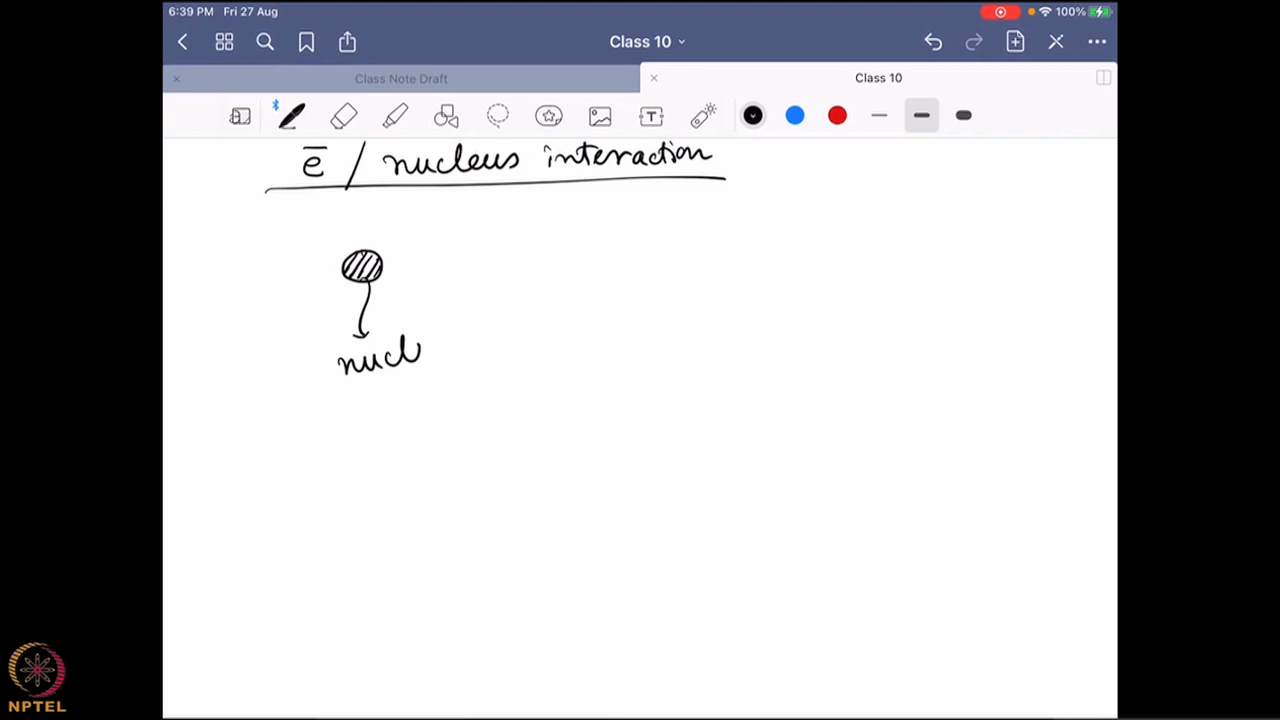 6:39 PM Fri 27 Aug 100%
Class 10
Class Note Draft Class 10
T
e̅ / nucleus interaction
nucl
NPTEL